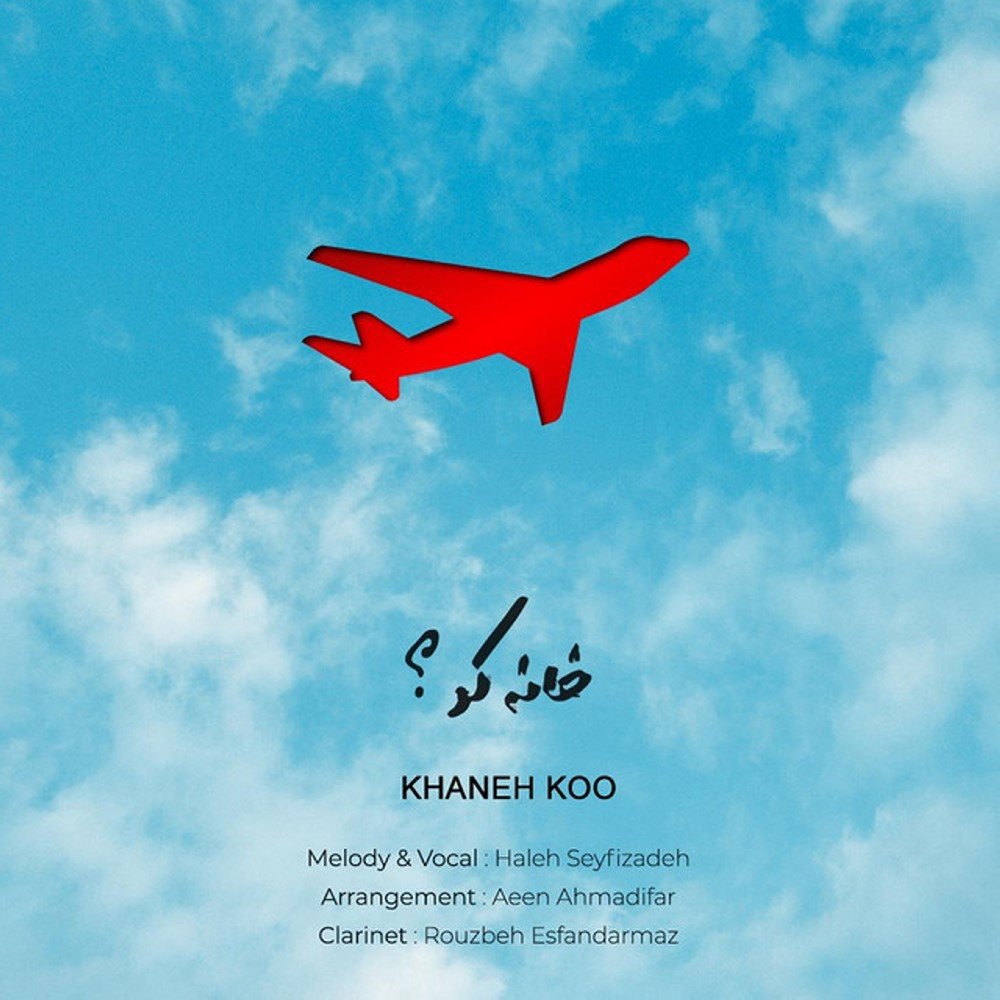 خانه کو ؟
KHANEH KOO
Melody & Vocal : Haleh Seyfizadeh
Arrangement : Aeen Ahmadifar
Clarinet : Rouzbeh Esfandarmaz